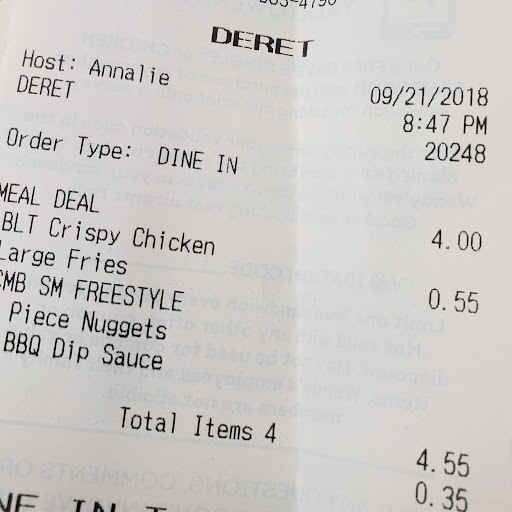 DERET
Host: Annalie 09/21/2018
DERET 8:47 PM
20248
Order Type: DINE IN
MEAL DEAL
BLT Crispy Chicken 4.00
Large Fries
CMB SM FREESTYLE 0.55
Piece Nuggets
BBQ Dip Sauce
Total Items 4
4.55
0.35